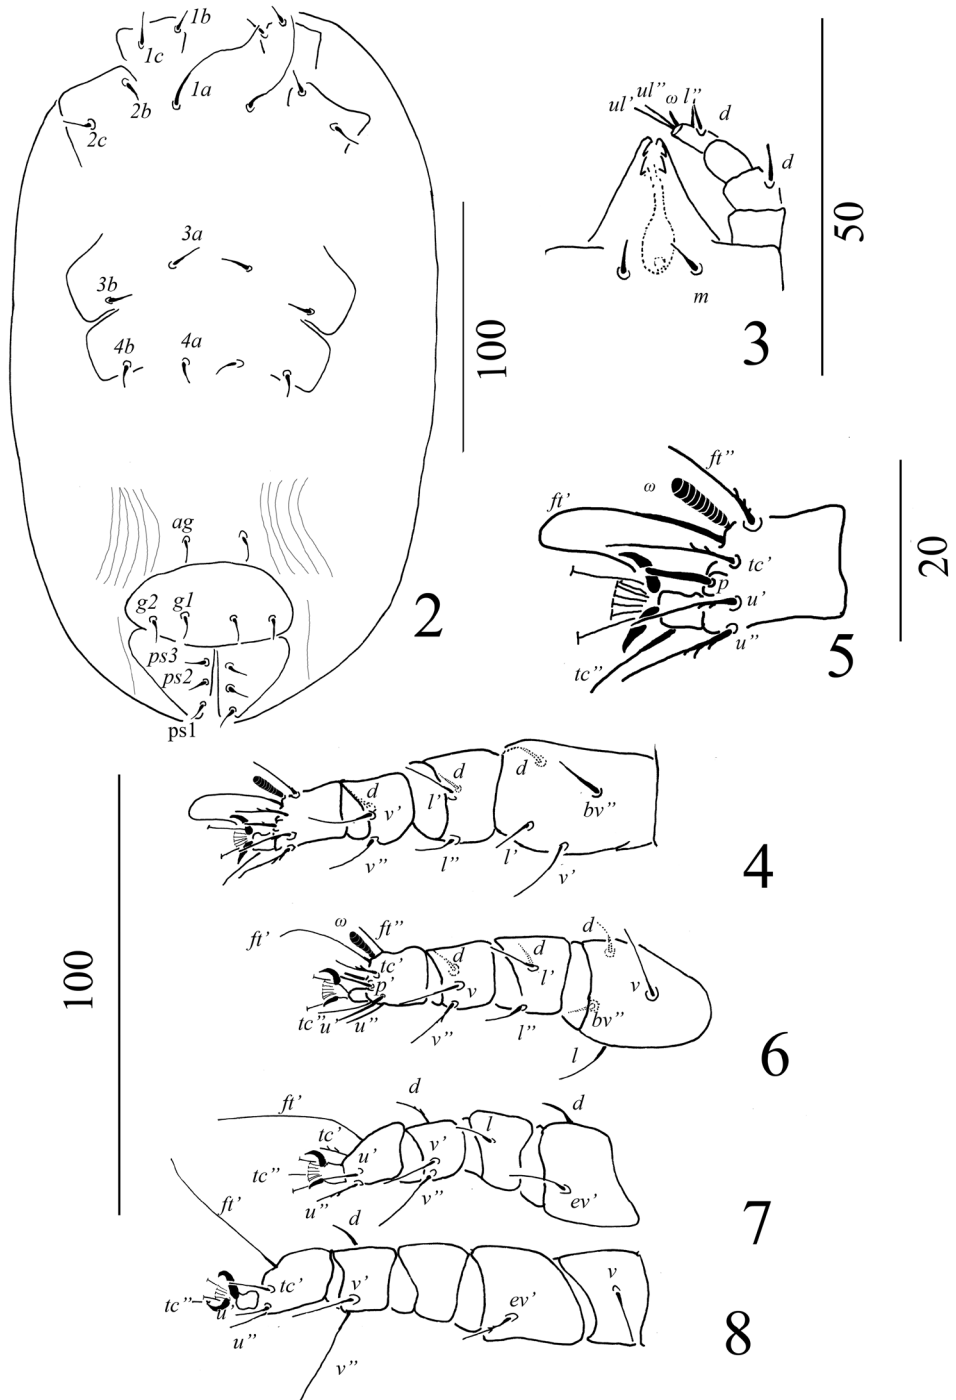 1b
1c
1a
2b
2c
3a
3b
4b 4a
100
ag
g2 g1
ps3
ps2
ps1
2
ul’ ul” ω l” d
d
m
50
3
ft”
ω
ft’
tc’
p
u’
u”
tc”
20
5
d
d
d
bv”
l’
v’
v”
l”
l’
v’
4
100
ω
ft’ ft”
d
d
d
tc’
l’
p’
v
v
tc” u’ u”
v”
l”
bv”
l
6
d
d
ft’
l
tc’
v’
u’
tc”
ev’
u”
v”
7
ft’
d
tc’
v’
v
tc”
u’
ev’
u”
v”
8